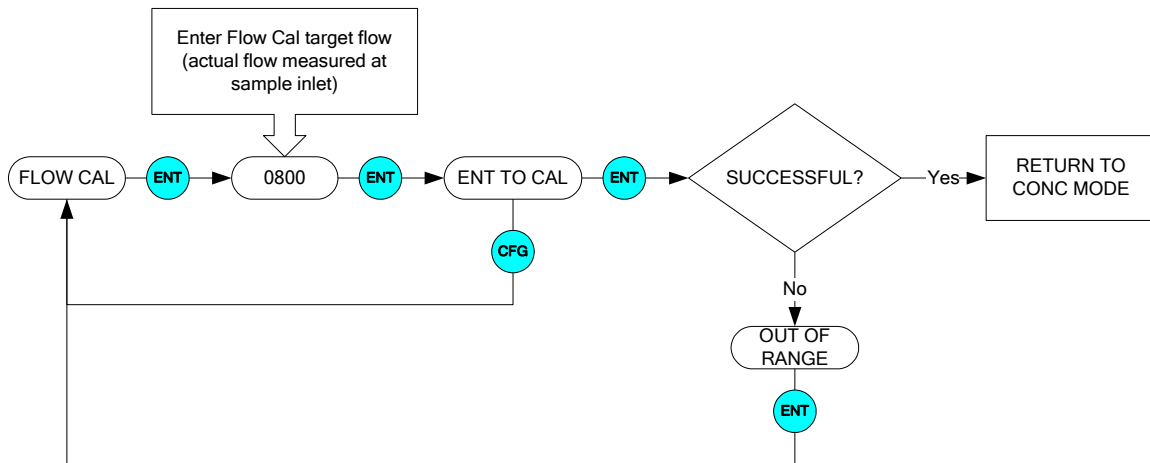 Enter Flow Cal target flow
(actual flow measured at
sample inlet)
FLOW CAL
ENT
0800
ENT
ENT TO CAL
ENT
SUCCESSFUL?
Yes
RETURN TO
CONC MODE
CFG
No
OUT OF
RANGE
ENT